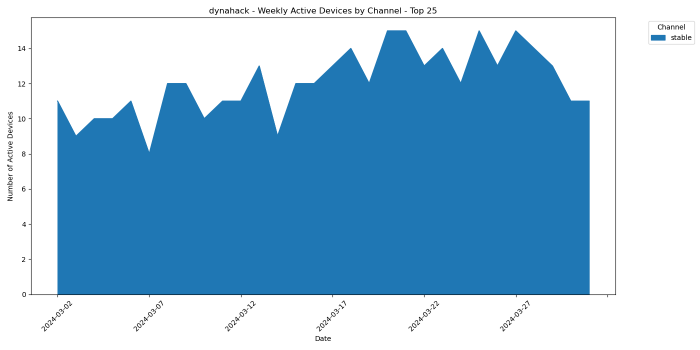 dynahack - Weekly Active Devices by Channel - Top 25
Channel
stable
Number of Active Devices
14
12
10
8
6
4
2
0
2024-03-02
2024-03-07
2024-03-12
2024-03-17
2024-03-22
2024-03-27
Date